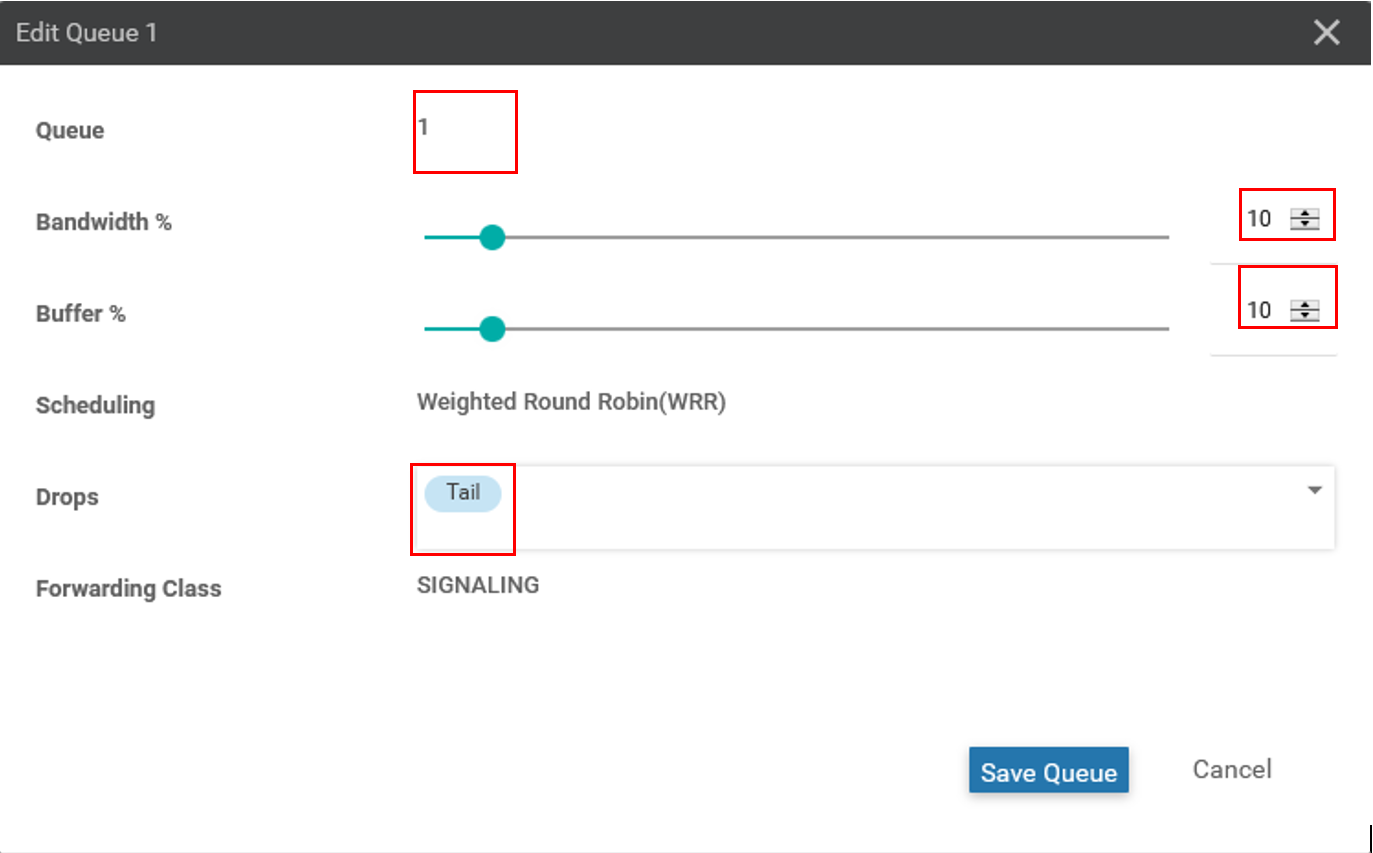 Edit Queue 1
Queue 1
Bandwidth % 10
Buffer % 10
Scheduling Weighted Round Robin(WRR)
Drops Tail
Forwarding Class SIGNALING
Save Queue Cancel